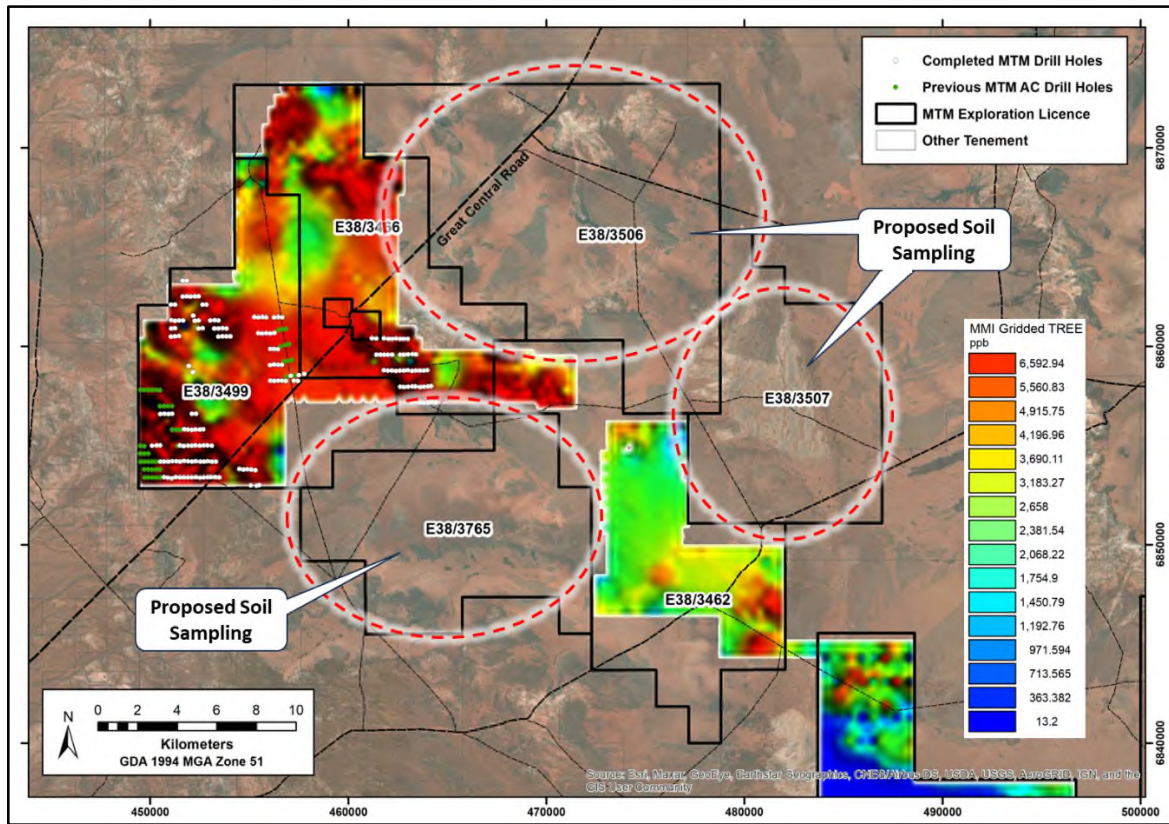 Completed MTM Drill Holes
Previous MTM AC Drill Holes
MTM Exploration Licence
Other Tenement
6870000
6860000
6850000
6840000
Great Central Road
E38/3466
E38/3506
Proposed Soil
Sampling
E38/3499
E38/3507
E38/3765
Proposed Soil
Sampling
E38/3462
MMI Gridded TREE
ppb
6,592.94
5,560.83
4,915.75
4,196.96
3,690.11
3,183.27
2,658
2,381.54
2,068.22
1,754.9
1,450.79
1,192.76
971.594
713.565
363.382
13.2
N
0 2 4 6 8 10
Kilometers
GDA 1994 MGA Zone 51
Source: Esri, Maxar, GeoEye, Earthstar Geographics, CNES/Airbus DS, USDA, USGS, AeroGRID, IGN, and the
GIS User Community
450000 460000 470000 480000 490000 500000